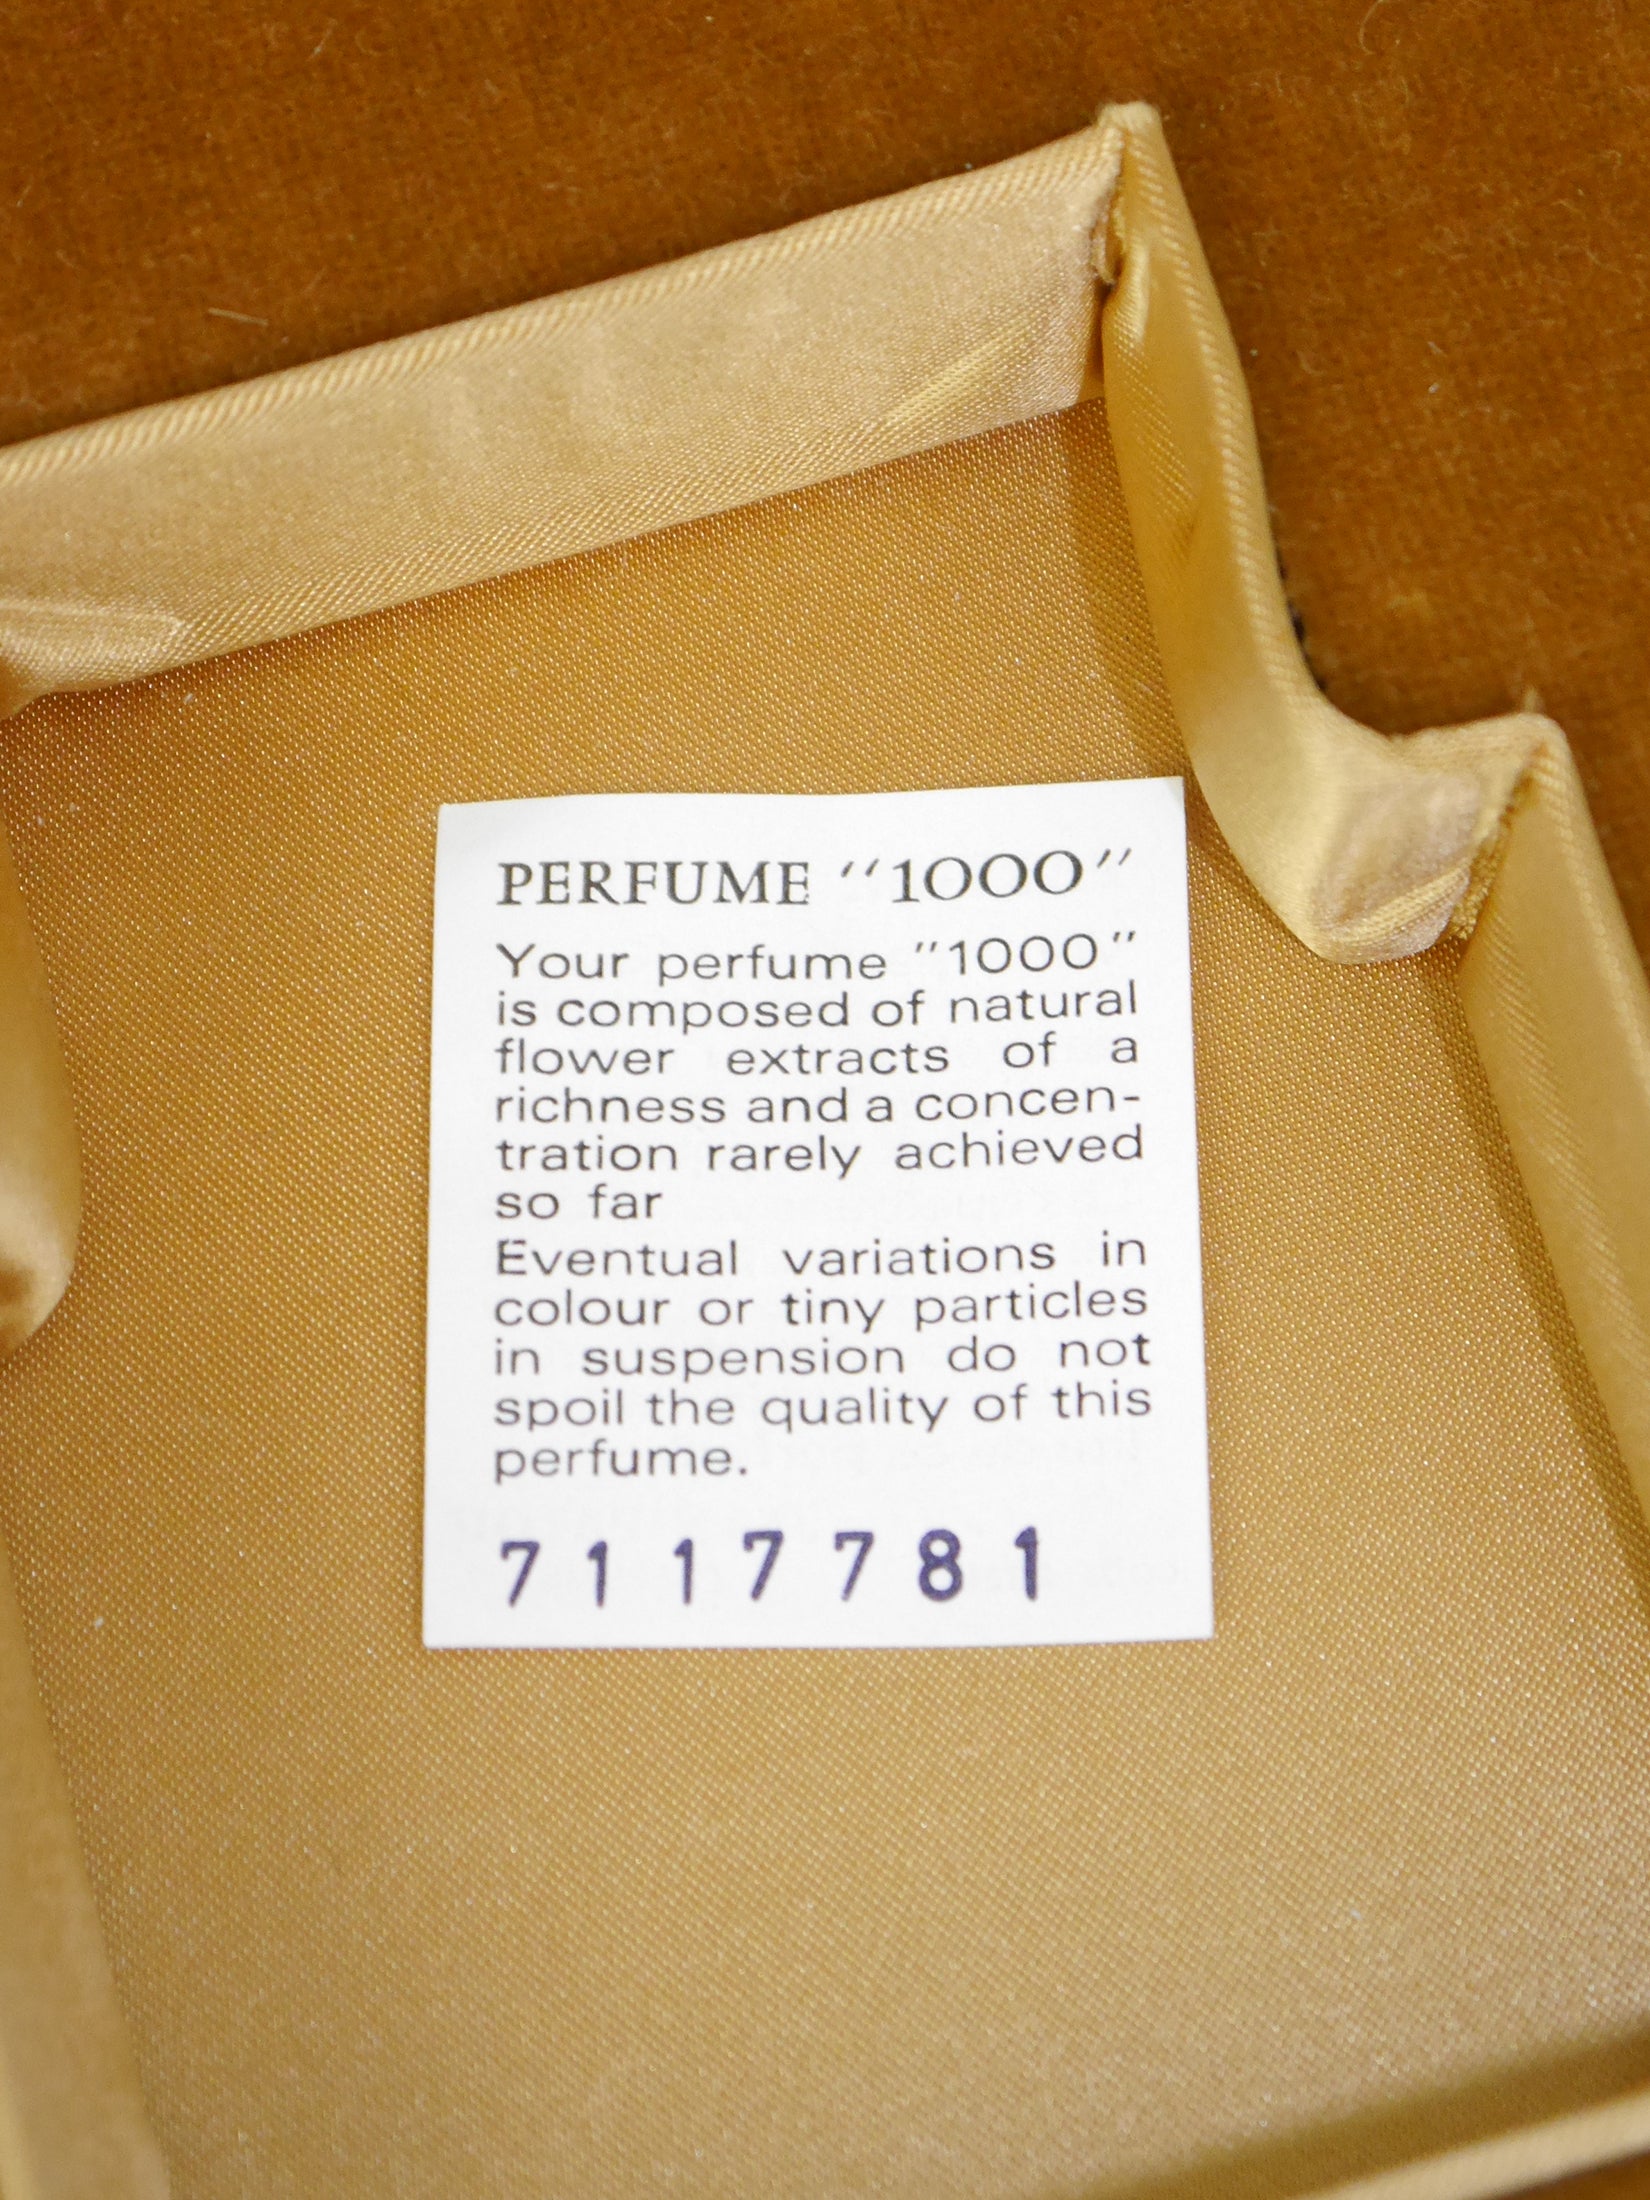 PERFUME "1000"
Your perfume "1000"
is composed of natural
flower extracts of a
richness and a concen-
tration rarely achieved
so far
Eventual variations in
colour or tiny particles
in suspension do not
spoil the quality of this
perfume.
7117781